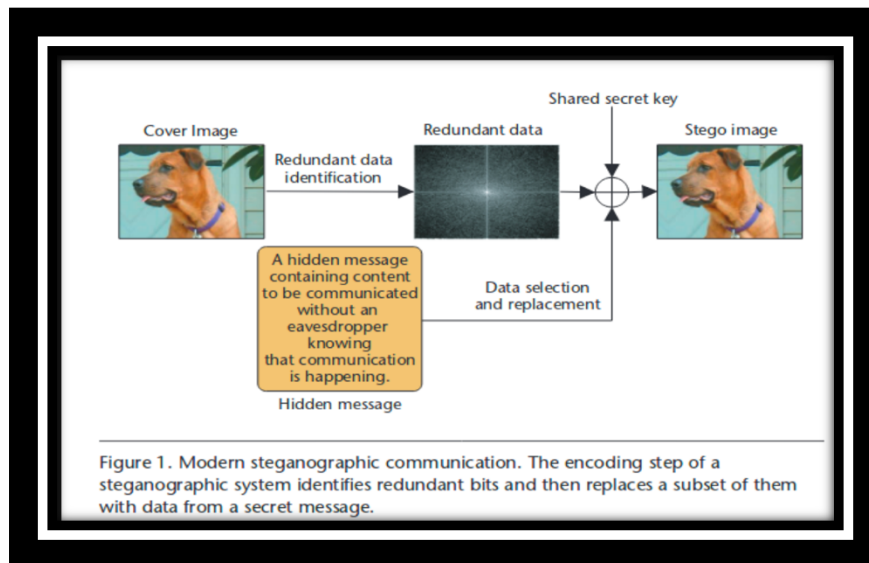 Shared secret key
Cover Image
Redundant data
Stego image
Redundant data
identification
A hidden message
containing content
to be communicated
without an
eavesdropper
knowing
that communication
is happening.
Data selection
and replacement
Hidden message
Figure 1. Modern steganographic communication. The encoding step of a
steganographic system identifies redundant bits and then replaces a subset of them
with data from a secret message.